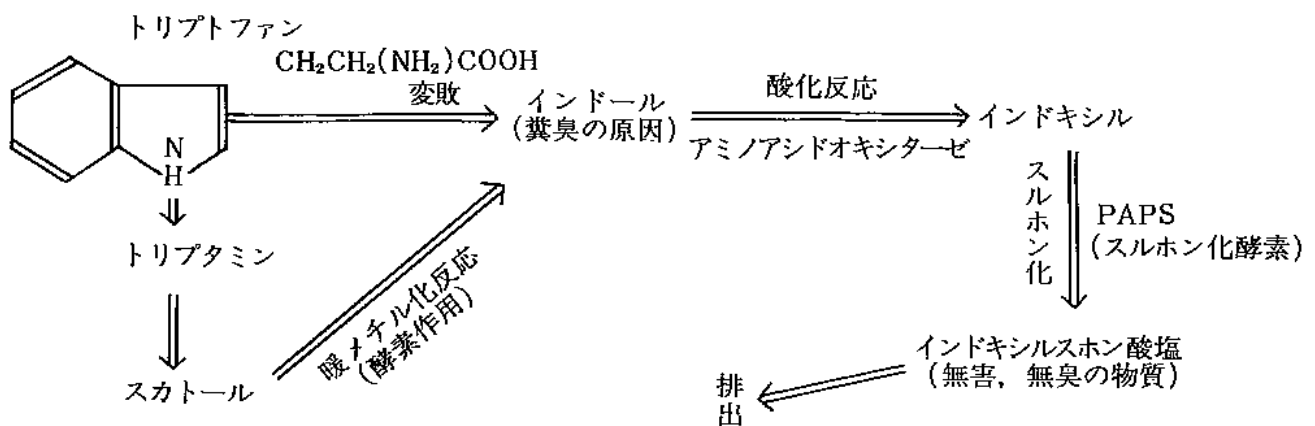 トリプトファン
CH₂CH₂(NH₂)COOH
変敗
N
H
インドール
(糞臭の原因)
酸化反応
アミノアシドオキシターゼ
インドキシル
スルホン化
PAPS
(スルホン化酵素)
トリプタミン
暖メチル化反応
(酵素作用)
スカトール
インドキシルスホン酸塩
(無害，無臭の物質)
排出